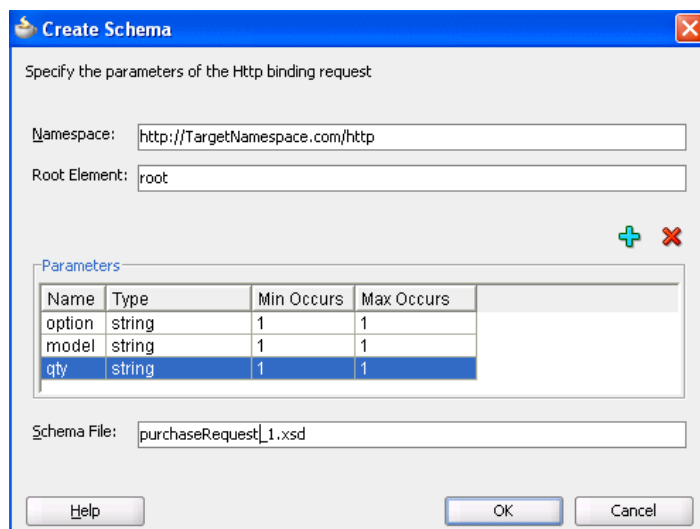 Create Schema
Specify the parameters of the Http binding request
Namespace: http://TargetNamespace.com/http
Root Element: root
Parameters
Name Type Min Occurs Max Occurs
option string 1 1
model string 1 1
qty string 1 1
Schema File: purchaseRequest_1.xsd
Help OK Cancel